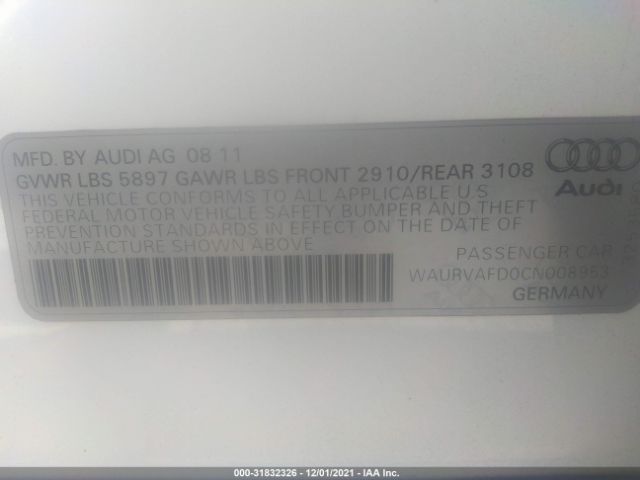 MFD. BY AUDI AG 08 11
GVWR LBS 5897 GAWR LBS FRONT 2910/REAR 3108
THIS VEHICLE CONFORMS TO ALL APPLICABLE U S
FEDERAL MOTOR VEHICLE SAFETY BUMPER AND THEFT
PREVENTION STANDARDS IN EFFECT ON THE DATE OF
MANUFACTURE SHOWN ABOVE
Audi
PASSENGER CAR
WAURVAFD0CN008953
GERMANY
000-31832326 - 12/01/2021 - IAA Inc.